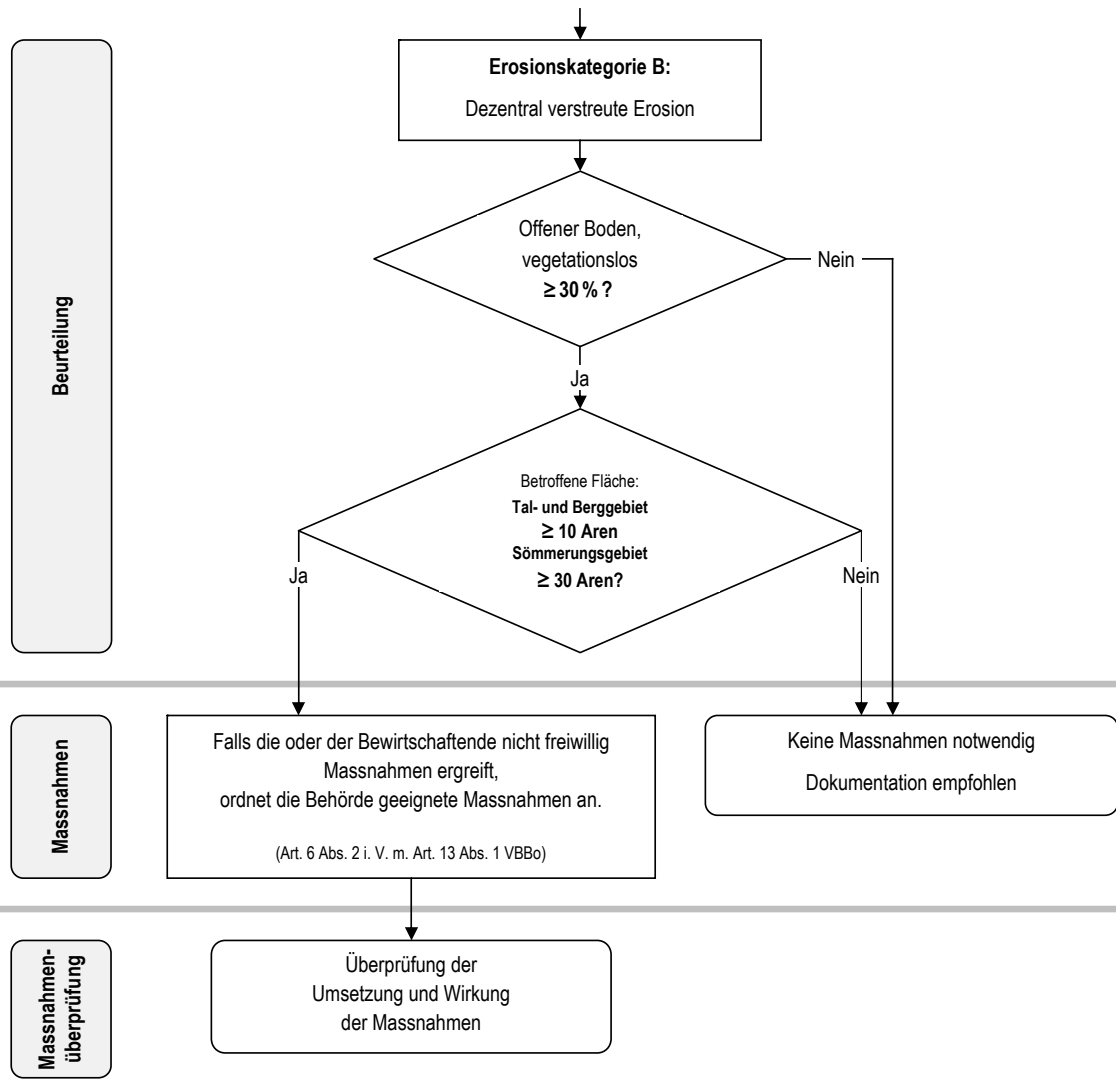 Beurteilung
Erosionskategorie B:
Dezentral verstreute Erosion
Offener Boden,
vegetationslos
≥ 30 % ?
Nein
Ja
Betroffene Fläche:
Tal- und Berggebiet
≥ 10 Aren
Sömmerungsgebiet
≥ 30 Aren?
Ja
Nein
Massnahmen
Falls die oder der Bewirtschaftende nicht freiwillig
Massnahmen ergreift,
ordnet die Behörde geeignete Massnahmen an.
(Art. 6 Abs. 2 i. V. m. Art. 13 Abs. 1 VBBo)
Keine Massnahmen notwendig
Dokumentation empfohlen
Massnahmen-
überprüfung
Überprüfung der
Umsetzung und Wirkung
der Massnahmen